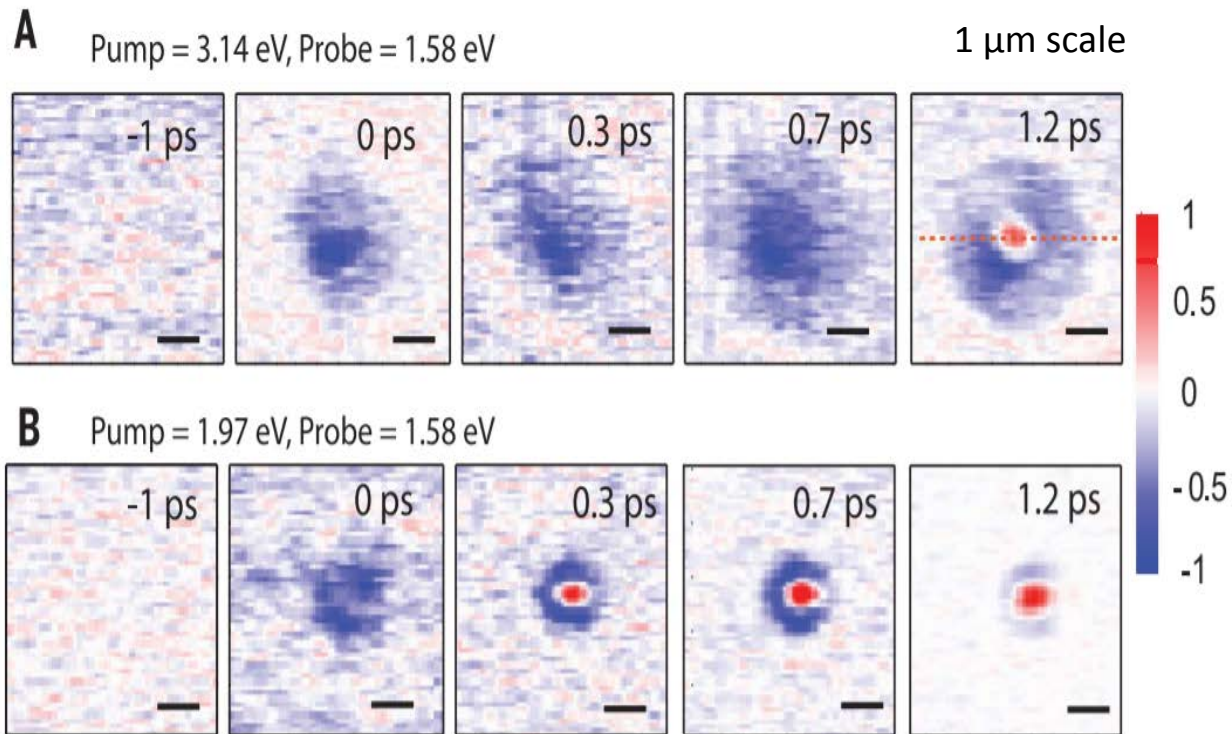 A
Pump = 3.14 eV, Probe = 1.58 eV
1 µm scale
-1 ps
0 ps
0.3 ps
0.7 ps
1.2 ps
1
0.5
0
-0.5
-1
B
Pump = 1.97 eV, Probe = 1.58 eV
-1 ps
0 ps
0.3 ps
0.7 ps
1.2 ps